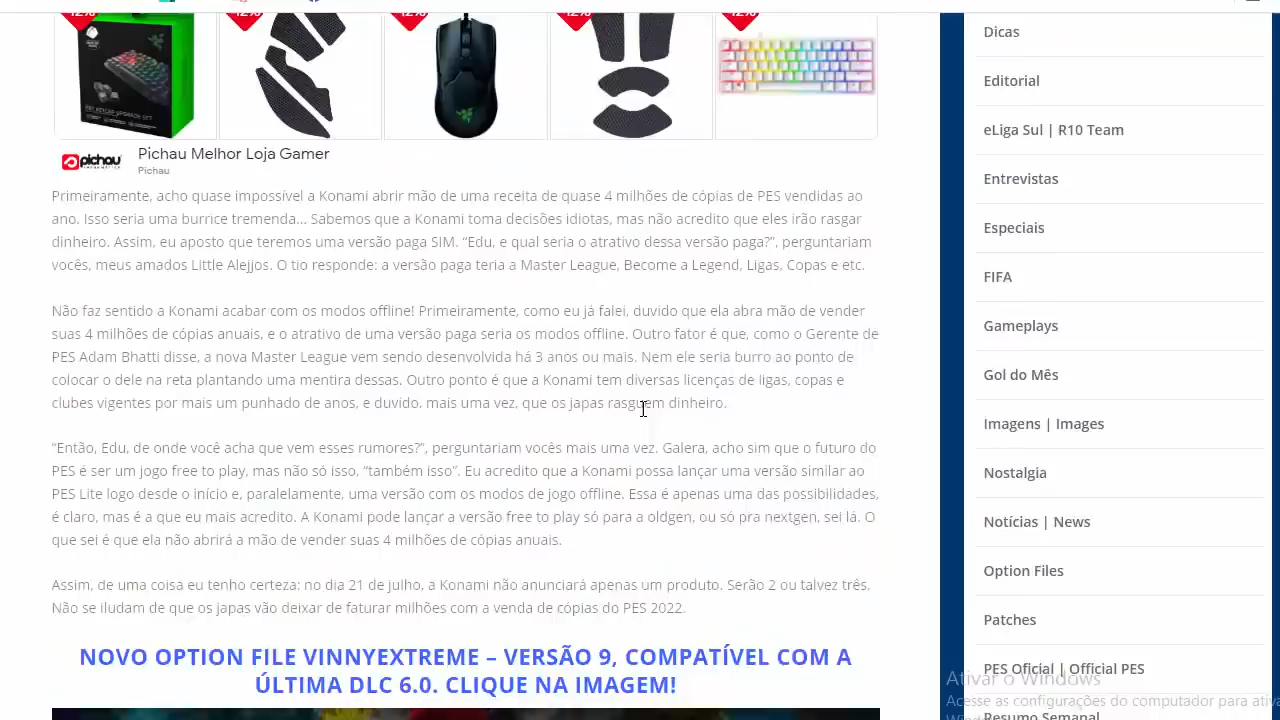 -12%
-12%
-12%
-12%
-12%
pichau
Pichau Melhor Loja Gamer
Pichau
Primeiramente, acho quase impossível a Konami abrir mão de uma receita de quase 4 milhões de cópias de PES vendidas ao
ano. Isso seria uma burrice tremenda... Sabemos que a Konami toma decisões idiotas, mas não acredito que eles irão rasgar
dinheiro. Assim, eu aposto que teremos uma versão paga SIM. “Edu, e qual seria o atrativo dessa versão paga?”, perguntariam
vocês, meus amados Little Alejjos. O tio responde: a versão paga teria a Master League, Become a Legend, Ligas, Copas e etc.
Não faz sentido a Konami acabar com os modos offline! Primeiramente, como eu já falei, duvido que ela abra mão de vender
suas 4 milhões de cópias anuais, e o atrativo de uma versão paga seria os modos offline. Outro fator é que, como o Gerente de
PES Adam Bhatti disse, a nova Master League vem sendo desenvolvida há 3 anos ou mais. Nem ele seria burro ao ponto de
colocar o dele na reta plantando uma mentira dessas. Outro ponto é que a Konami tem diversas licenças de ligas, copas e
clubes vigentes por mais um punhado de anos, e duvido. mais uma vez, que os japas rasguem dinheiro.
“Então, Edu, de onde você acha que vem esses rumores?”, perguntariam vocês mais uma vez. Galera, acho sim que o futuro do
PES é ser um jogo free to play, mas não só isso, “também isso”. Eu acredito que a Konami possa lançar uma versão similar ao
PES Lite logo desde o início e, paralelamente, uma versão com os modos de jogo offline. Essa é apenas uma das possibilidades,
é claro, mas é a que eu mais acredito. A Konami pode lançar a versão free to play só para a oldgen, ou só pra nextgen, sei lá. O
que sei é que ela não abrirá a mão de vender suas 4 milhões de cópias anuais.
Assim, de uma coisa eu tenho certeza: no dia 21 de julho, a Konami não anunciará apenas um produto. Serão 2 ou talvez três.
Não se iludam de que os japas vão deixar de faturar milhões com a venda de cópias do PES 2022.
NOVO OPTION FILE VINNYEXTREME – VERSÃO 9, COMPATÍVEL COM A
ÚLTIMA DLC 6.0. CLIQUE NA IMAGEM!
Dicas
Editorial
eLiga Sul | R10 Team
Entrevistas
Especiais
FIFA
Gameplays
Gol do Mês
Imagens | Images
Nostalgia
Notícias | News
Option Files
Patches
PES Oficial | Official PES
Resumo Semanal
Ativar o Windows
Acesse as configurações do computador para ativa